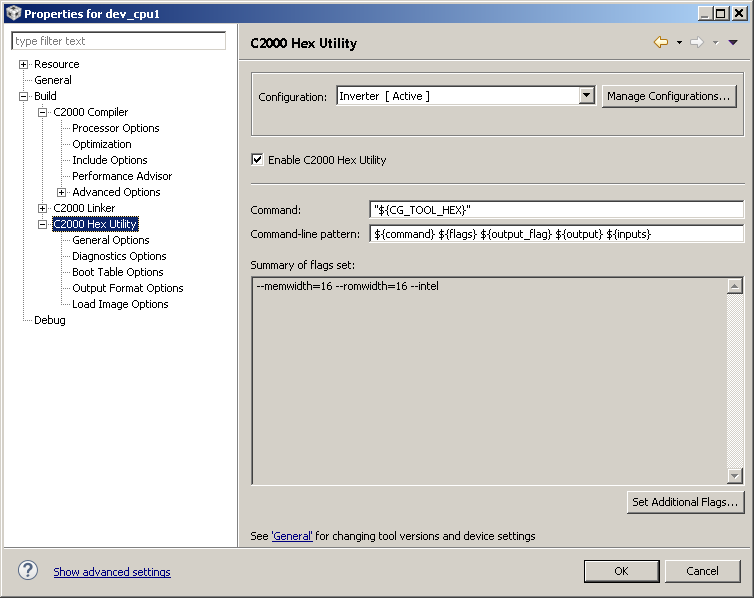 Properties for dev_cpu1
type filter text
Resource
General
Build
C2000 Compiler
Processor Options
Optimization
Include Options
Performance Advisor
Advanced Options
C2000 Linker
C2000 Hex Utility
General Options
Diagnostics Options
Boot Table Options
Output Format Options
Load Image Options
Debug
C2000 Hex Utility
Configuration: Inverter [ Active ] Manage Configurations...
Enable C2000 Hex Utility
Command: "${CG_TOOL_HEX}"
Command-line pattern: ${command} ${flags} ${output_flag} ${output} ${inputs}
Summary of flags set:
--memwidth=16 --romwidth=16 --intel
Set Additional Flags...
See 'General' for changing tool versions and device settings
? Show advanced settings OK Cancel